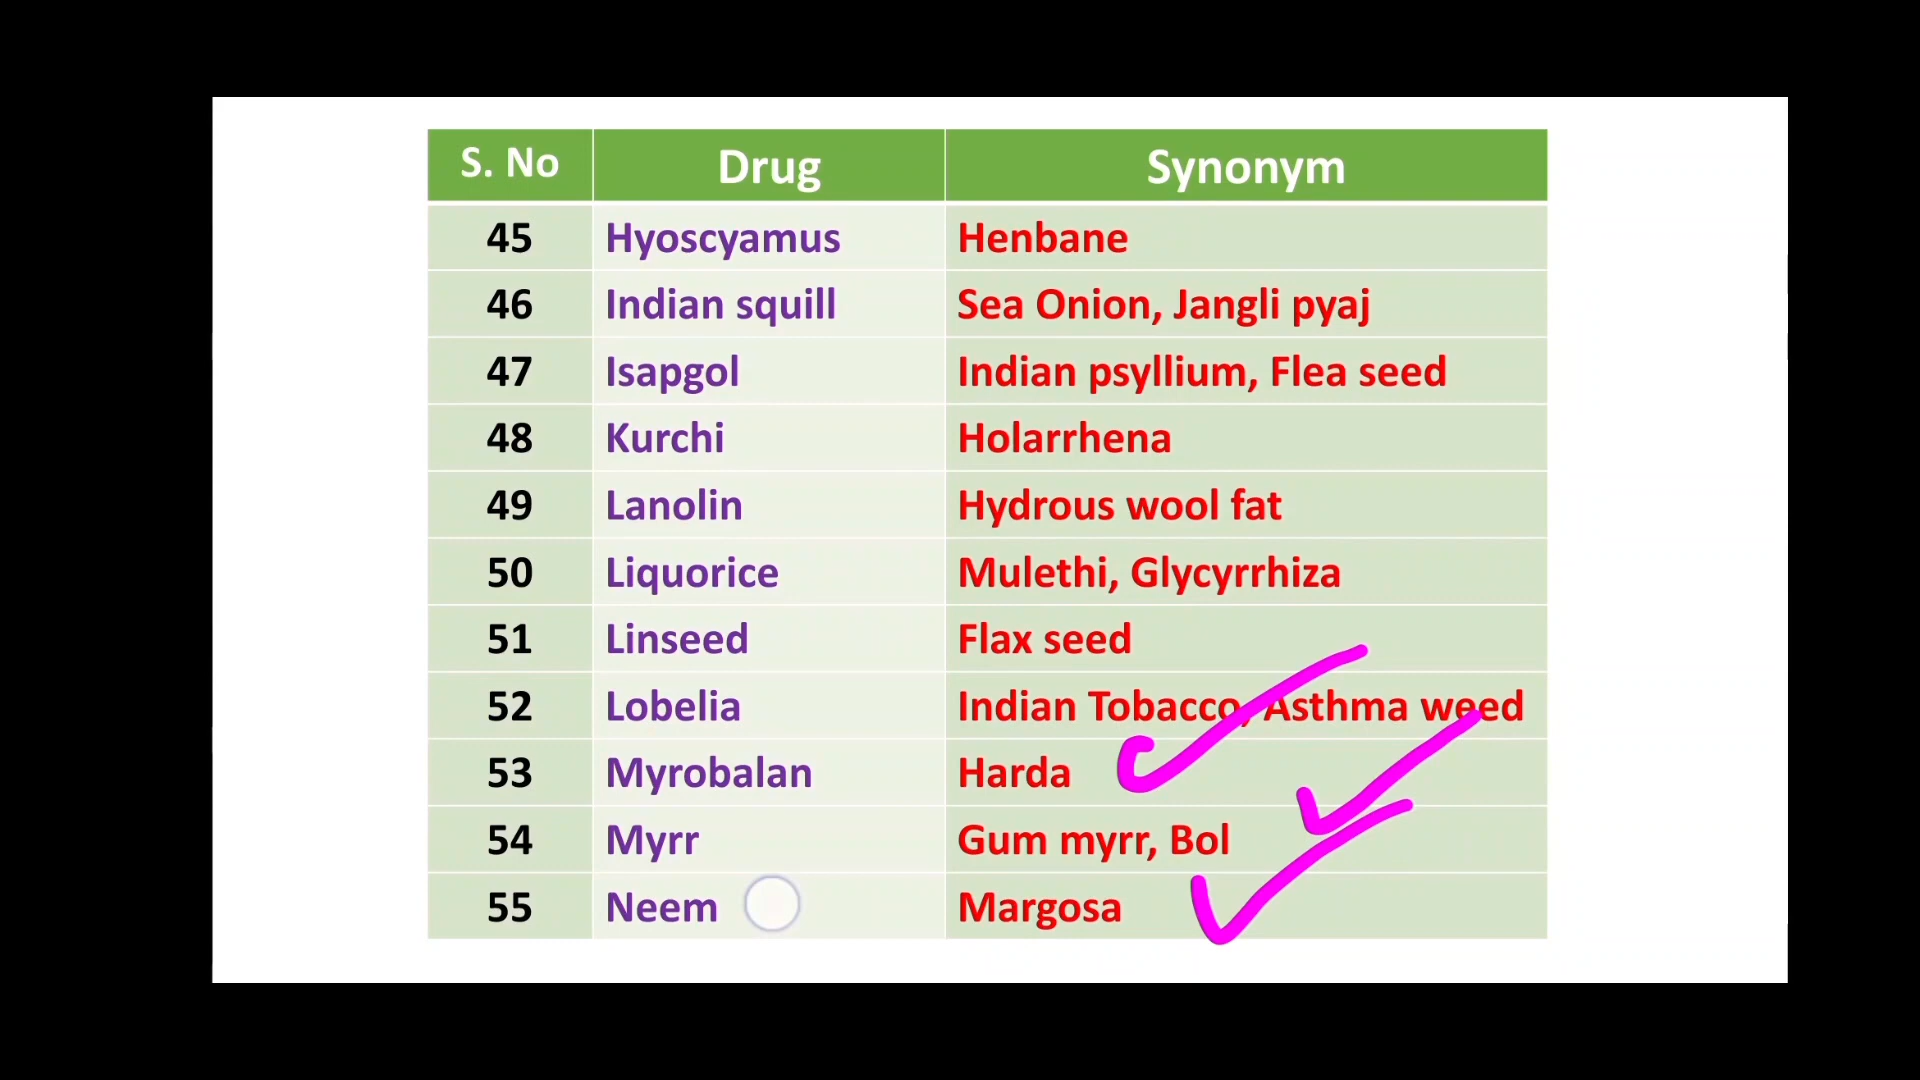 S. No Drug Synonym
45 Hyoscyamus Henbane
46 Indian squill Sea Onion, Jangli pyaj
47 Isapgol Indian psyllium, Flea seed
48 Kurchi Holarrhena
49 Lanolin Hydrous wool fat
50 Liquorice Mulethi, Glycyrrhiza
51 Linseed Flax seed
52 Lobelia Indian Tobacco, Asthma weed
53 Myrobalan Harda
54 Myrr Gum myrr, Bol
55 Neem Margosa